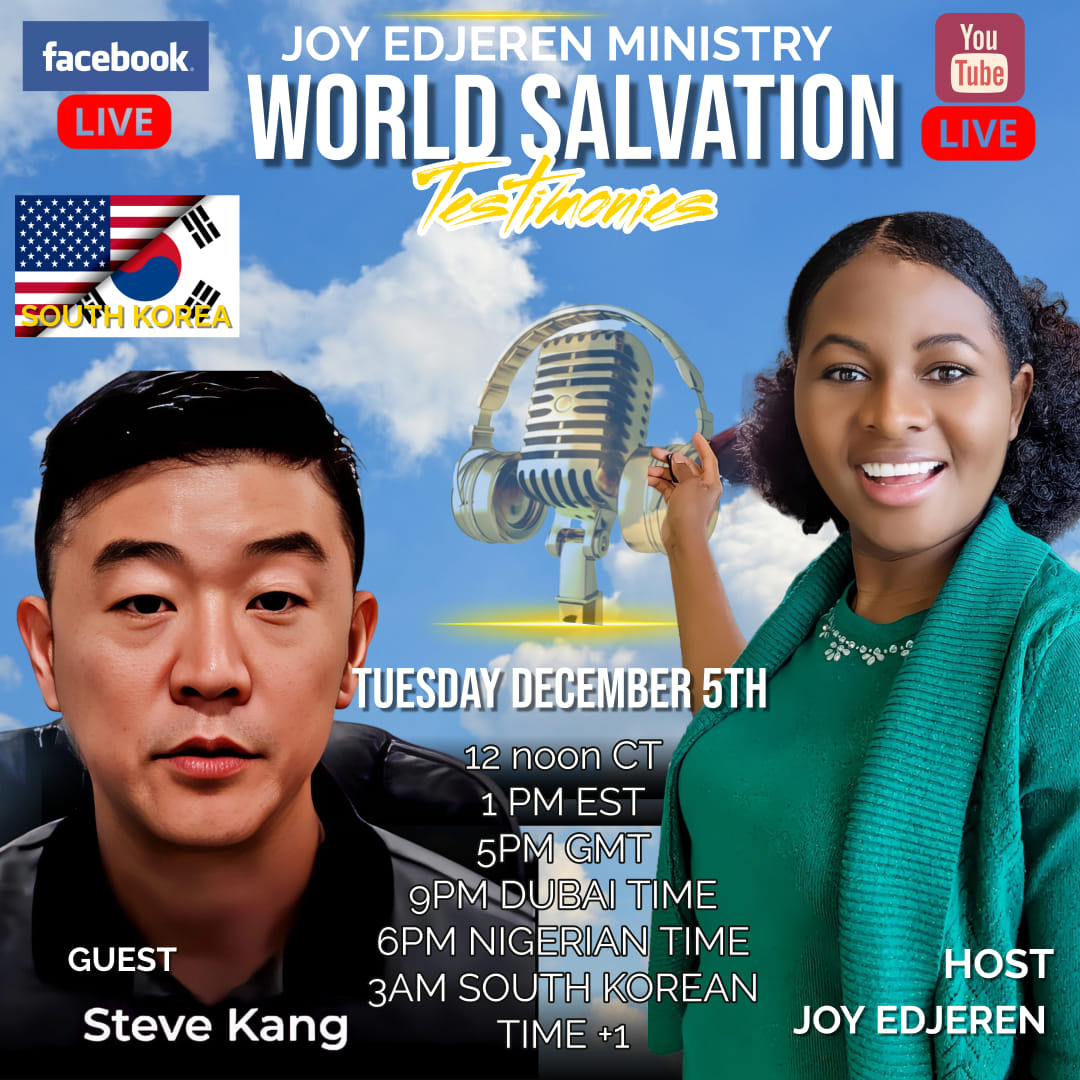 facebook
LIVE
JOY EDJEREN MINISTRY
WORLD SALVATION
Testimonies
You
Tube
LIVE
SOUTH KOREA
TUESDAY DECEMBER 5TH
12 noon CT
1 PM EST
5PM GMT
9PM DUBAI TIME
6PM NIGERIAN TIME
3AM SOUTH KOREAN
TIME +1
GUEST
Steve Kang
HOST
JOY EDJEREN